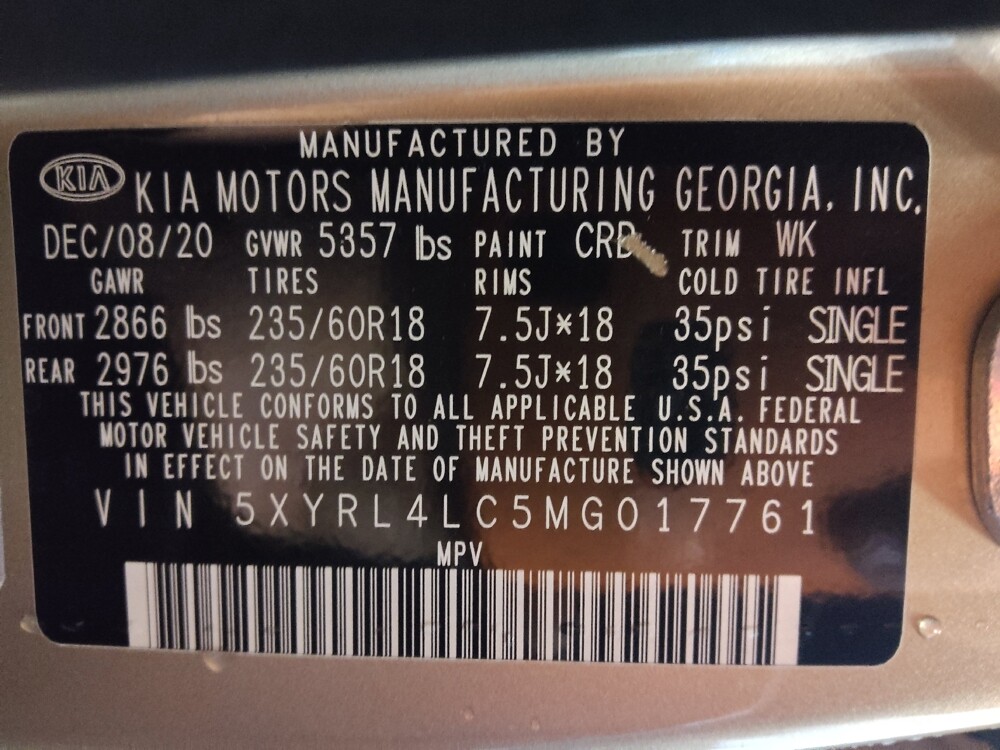 MANUFACTURED BY
KIA KIA MOTORS MANUFACTURING GEORGIA, INC.
DEC/08/20 GVWR 5357 lbs PAINT TRIM WK
GAWR TIRES RIMS COLD TIRE INFL
FRONT 2866 lbs 235/60R18 7.5J*18 35psi SINGLE
REAR 2976 lbs 235/60R18 7.5J*18 35psi SINGLE
THIS VEHICLE CONFORMS TO ALL APPLICABLE U.S.A. FEDERAL
MOTOR VEHICLE SAFETY AND THEFT PREVENTION STANDARDS
IN EFFECT ON THE DATE OF MANUFACTURE SHOWN ABOVE
VIN 5XYRL4LC5MG017761
MPV